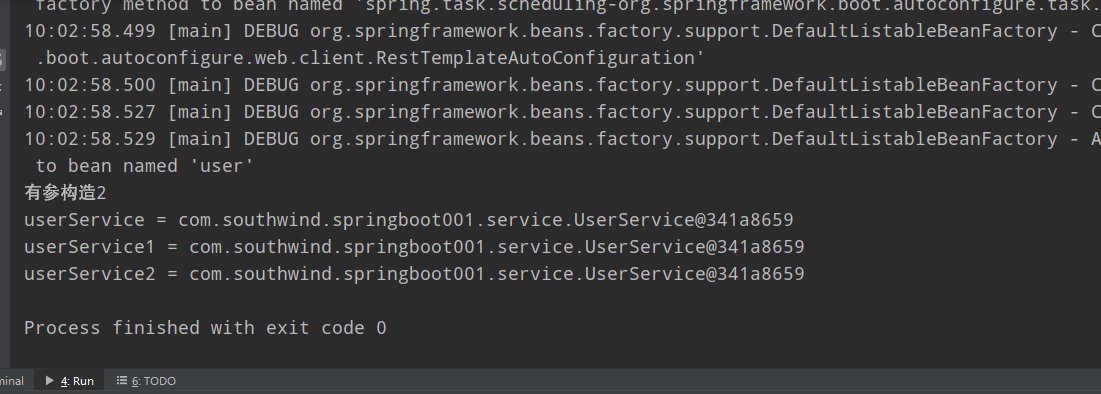 factory method to bean named 'spring.task.scheduling-org.springframework.boot.autoconfigure.task.
10:02:58.499 [main] DEBUG org.springframework.beans.factory.support.DefaultListableBeanFactory - C
.boot.autoconfigure.web.client.RestTemplateAutoConfiguration'
10:02:58.500 [main] DEBUG org.springframework.beans.factory.support.DefaultListableBeanFactory - C
10:02:58.527 [main] DEBUG org.springframework.beans.factory.support.DefaultListableBeanFactory - C
10:02:58.529 [main] DEBUG org.springframework.beans.factory.support.DefaultListableBeanFactory - A
to bean named 'user'
有参构造2
userService = com.southwind.springboot001.service.UserService@341a8659
userService1 = com.southwind.springboot001.service.UserService@341a8659
userService2 = com.southwind.springboot001.service.UserService@341a8659
Process finished with exit code 0
minal 4: Run 6: TODO